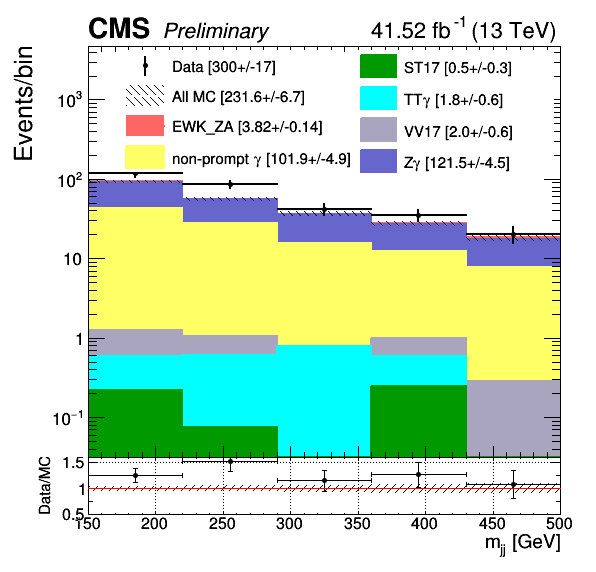 CMS Preliminary 41.52 fb⁻¹ (13 TeV)
Events/bin
Data [300+/-17]
All MC [231.6+/-6.7]
EWK_ZA [3.82+/-0.14]
non-prompt γ [101.9+/-4.9]
ST17 [0.5+/-0.3]
TTγ [1.8+/-0.6]
VV17 [2.0+/-0.6]
Zγ [121.5+/-4.5]
10³
10²
10
1
10⁻¹
Data/MC
1.5
1
0.5
150 200 250 300 350 400 450 500
m_jj [GeV]